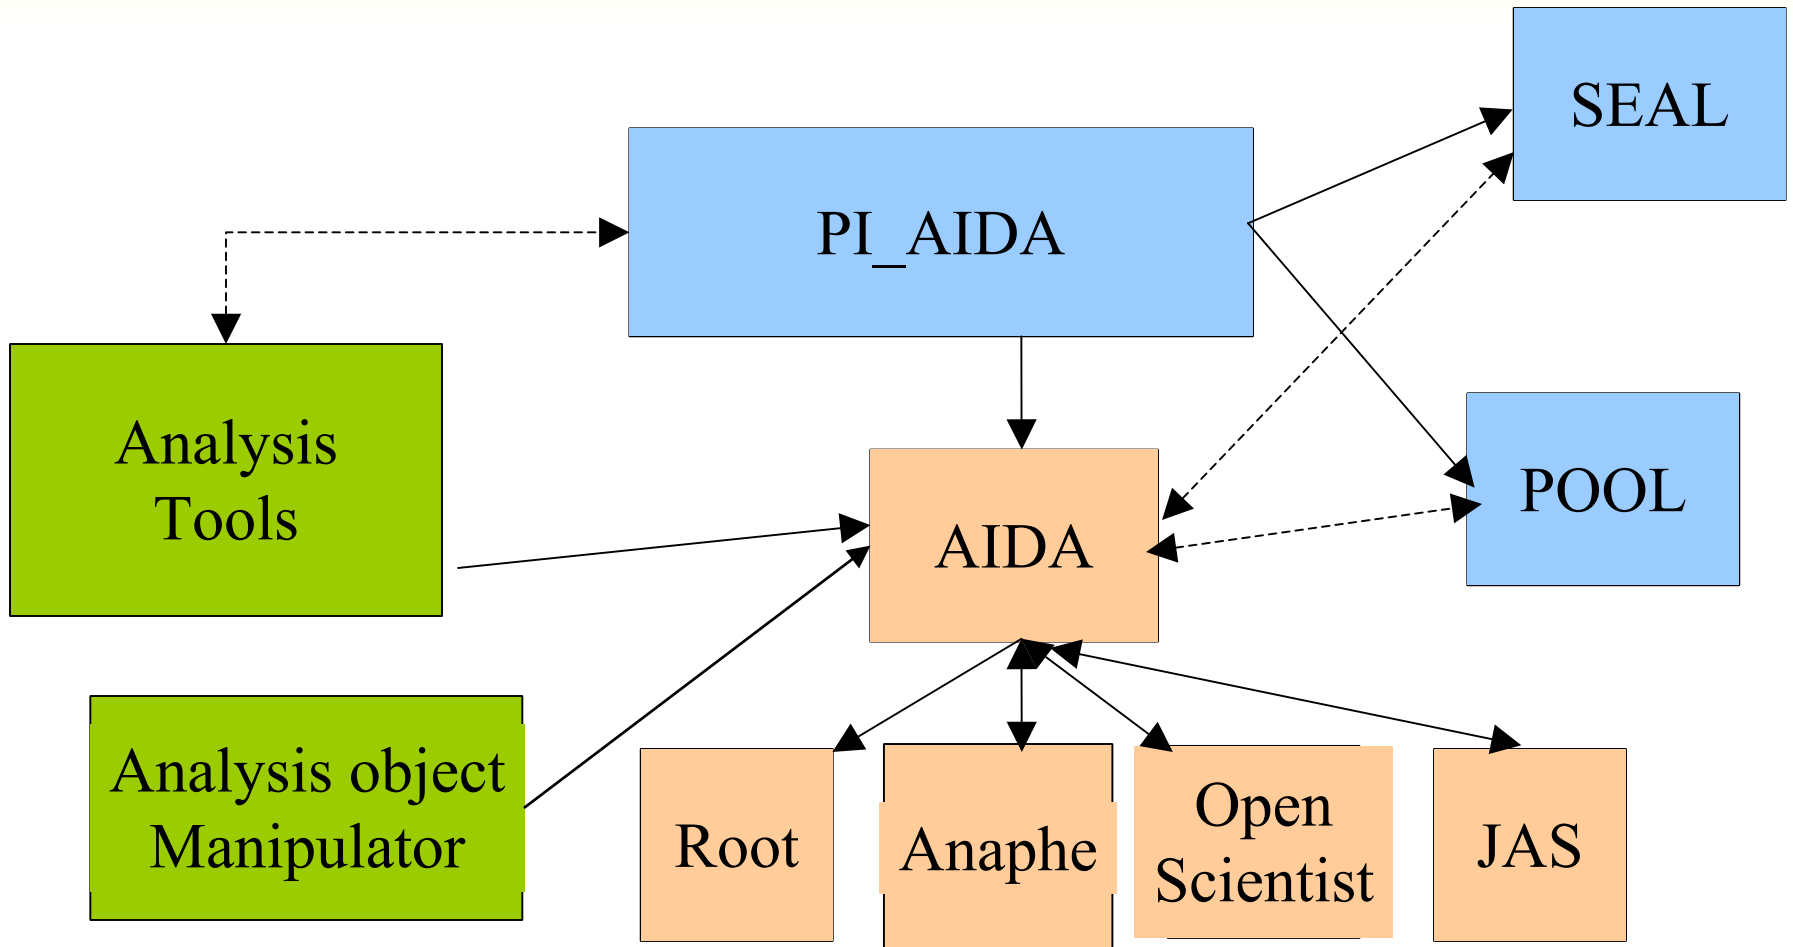 SEAL
PI_AIDA
Analysis
Tools
POOL
AIDA
Analysis object
Manipulator
Root
Anaphe
Open
Scientist
JAS